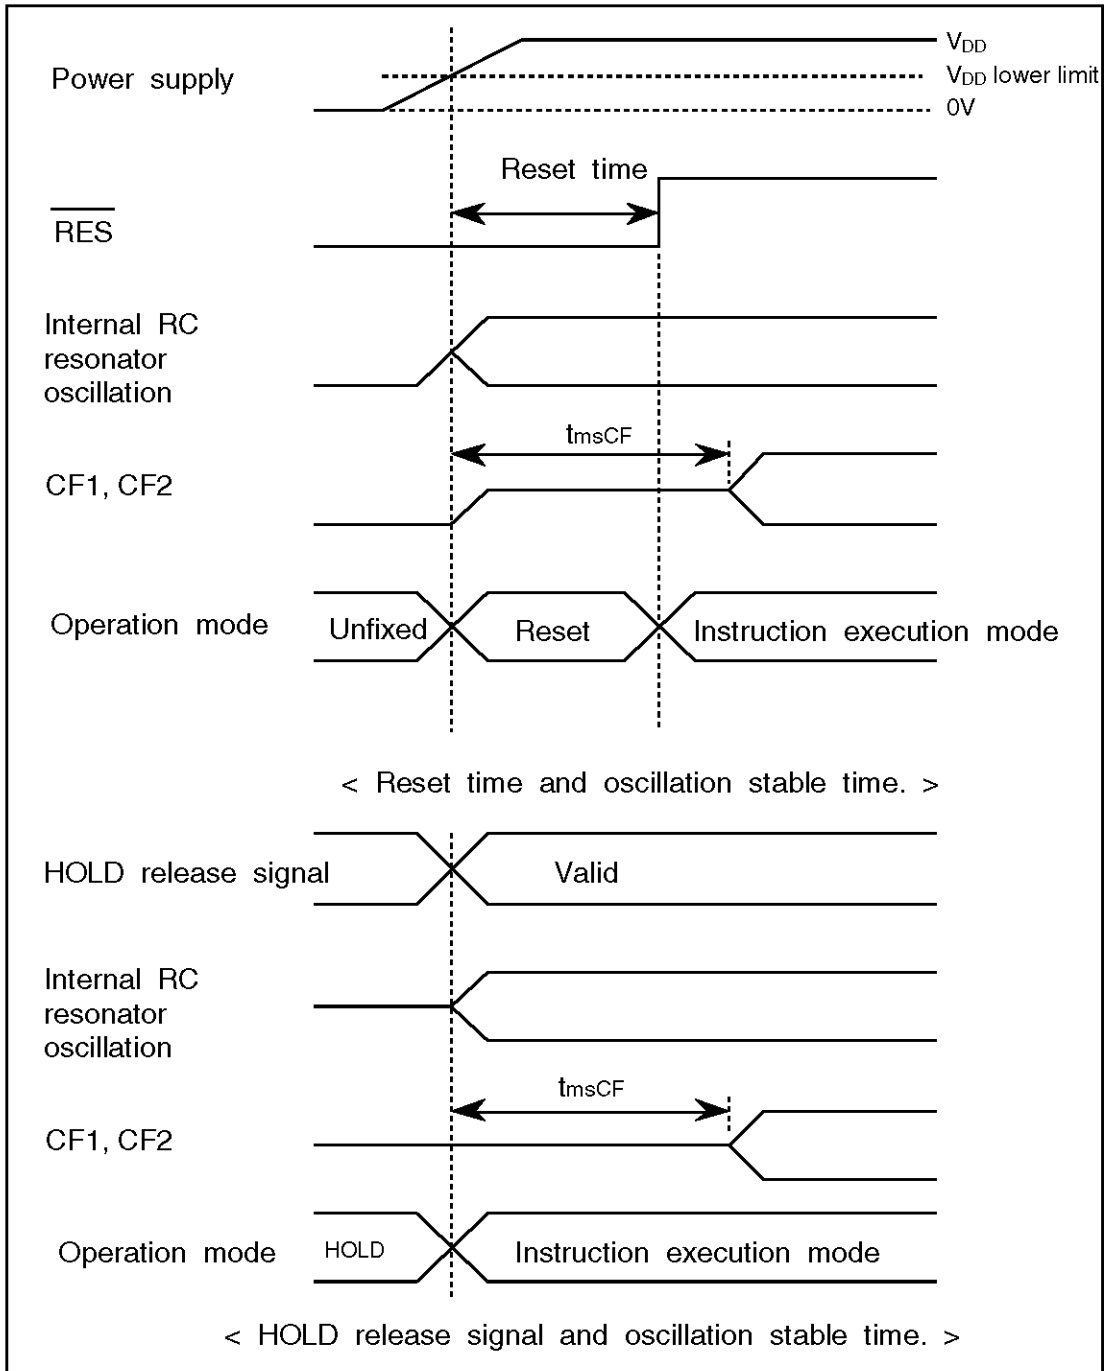 VDD
Power supply
VDD lower limit
0V
Reset time
RES
Internal RC
resonator
oscillation
tmsCF
CF1, CF2
Operation mode
Unfixed
Reset
Instruction execution mode
< Reset time and oscillation stable time. >
HOLD release signal
Valid
Internal RC
resonator
oscillation
tmsCF
CF1, CF2
Operation mode
HOLD
Instruction execution mode
< HOLD release signal and oscillation stable time. >